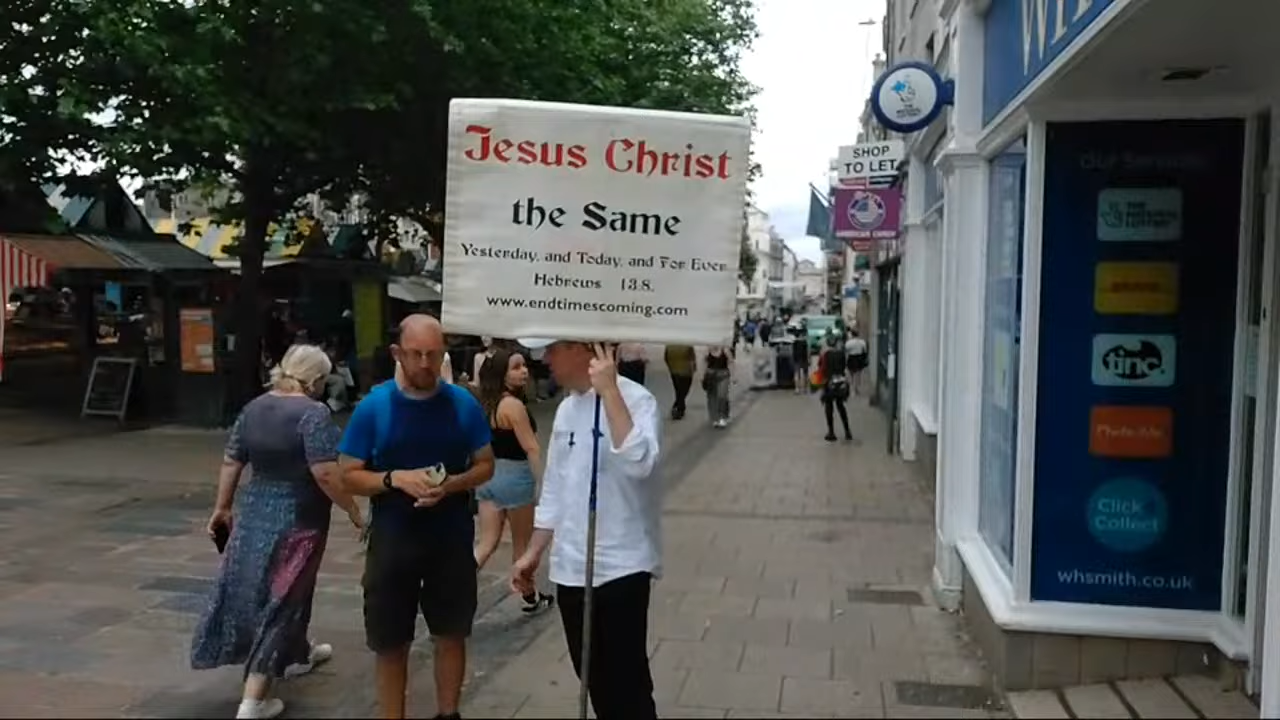 Jesus Christ
the Same
Yesterday, and Today, and For Ever
Hebrews 13.8.
www.endtimescoming.com
SHOP
TO LET
tinc
Click
Collect
whsmith.co.uk